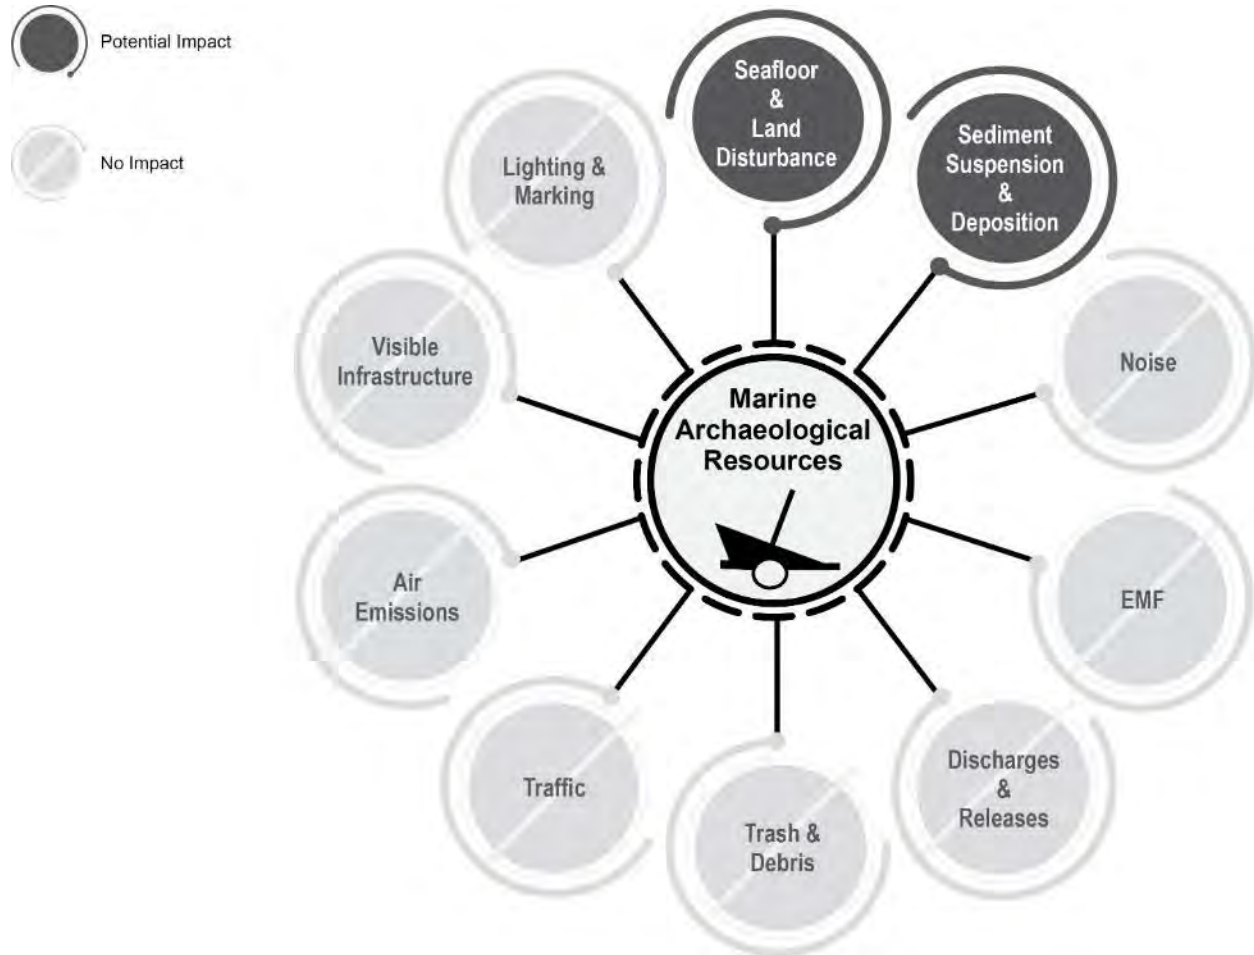 Potential Impact
No Impact
Seafloor
&
Land
Disturbance
Sediment
Suspension
&
Deposition
Noise
EMF
Discharges
&
Releases
Trash &
Debris
Traffic
Air
Emissions
Visible
Infrastructure
Lighting &
Marking
Marine
Archaeological
Resources